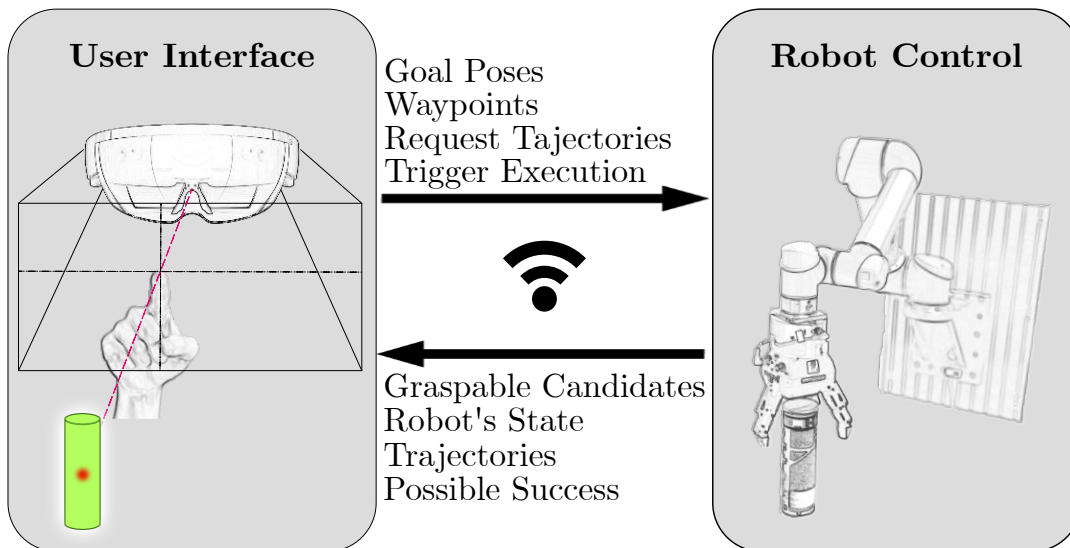 User Interface
Goal Poses
Waypoints
Request Tajectories
Trigger Execution
Graspable Candidates
Robot's State
Trajectories
Possible Success
Robot Control